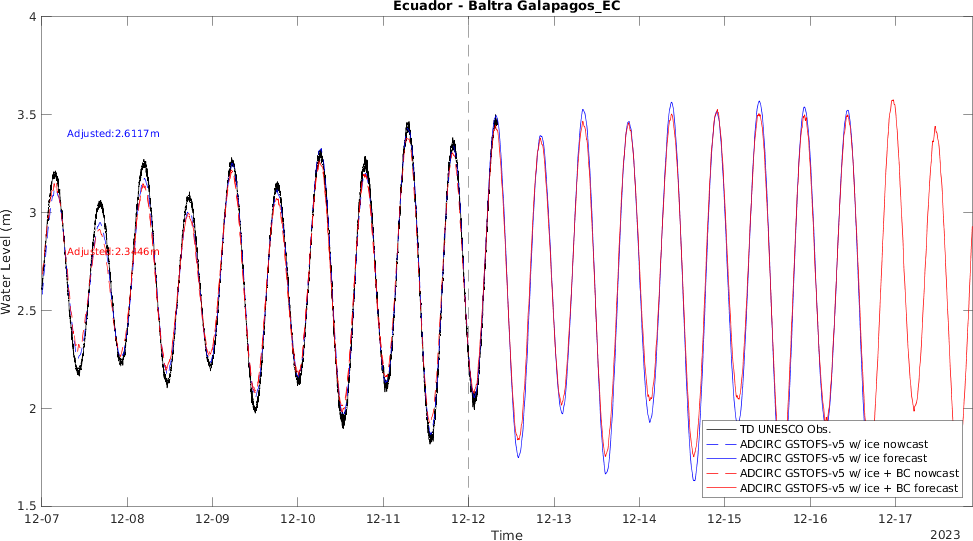 Ecuador - Baltra Galapagos_EC
4
3.5
3
2.5
2
1.5
Water Level (m)
Adjusted:2.6117m
Adjusted:2.3446m
TD UNESCO Obs.
ADCIRC GSTOFS-v5 w/ ice nowcast
ADCIRC GSTOFS-v5 w/ ice forecast
ADCIRC GSTOFS-v5 w/ ice + BC nowcast
ADCIRC GSTOFS-v5 w/ ice + BC forecast
12-07 12-08 12-09 12-10 12-11 12-12 12-13 12-14 12-15 12-16 12-17
Time
2023